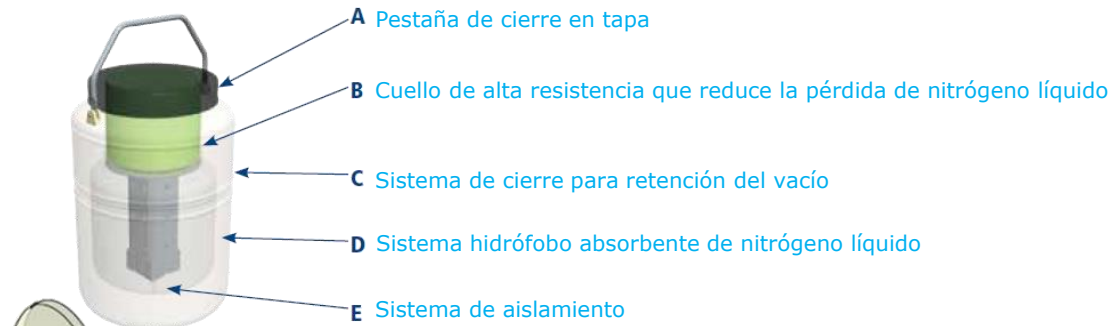 A Pestaña de cierre en tapa
B Cuello de alta resistencia que reduce la pérdida de nitrógeno líquido
C Sistema de cierre para retención del vacío
D Sistema hidrófobo absorbente de nitrógeno líquido
E Sistema de aislamiento